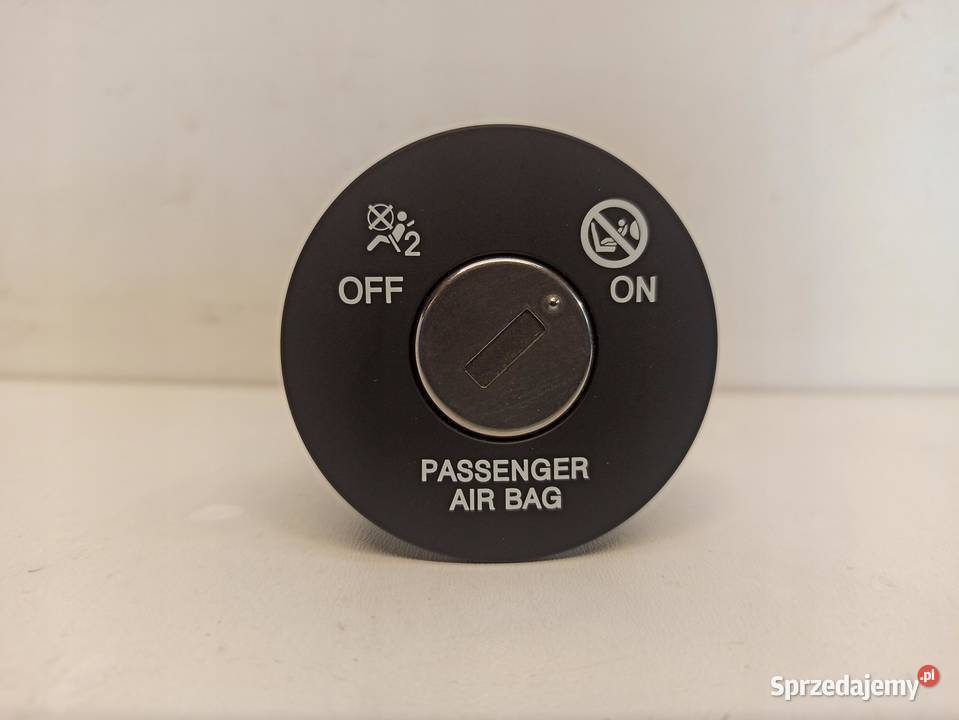 2
OFF
ON
PASSENGER
AIR BAG
Sprzedajemy.pl